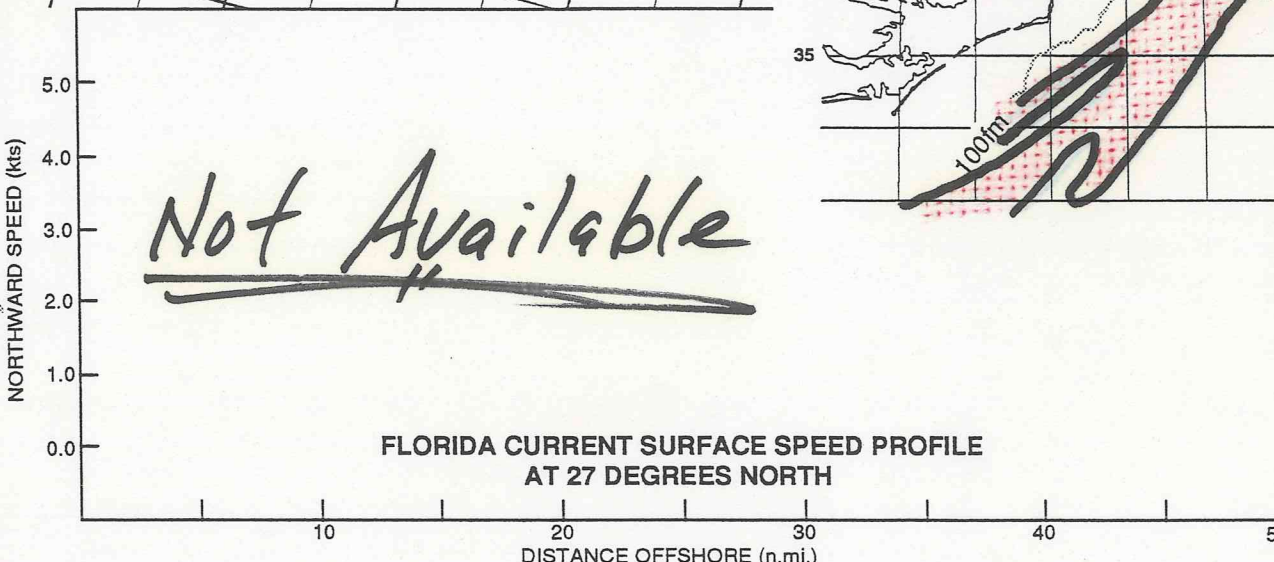 5.0
35
4.0
100fm
NORTHWARD SPEED (kts)
3.0
Not Available
2.0
1.0
0.0
FLORIDA CURRENT SURFACE SPEED PROFILE
AT 27 DEGREES NORTH
10
20
30
40
DISTANCE OFFSHORE (n.mi.)